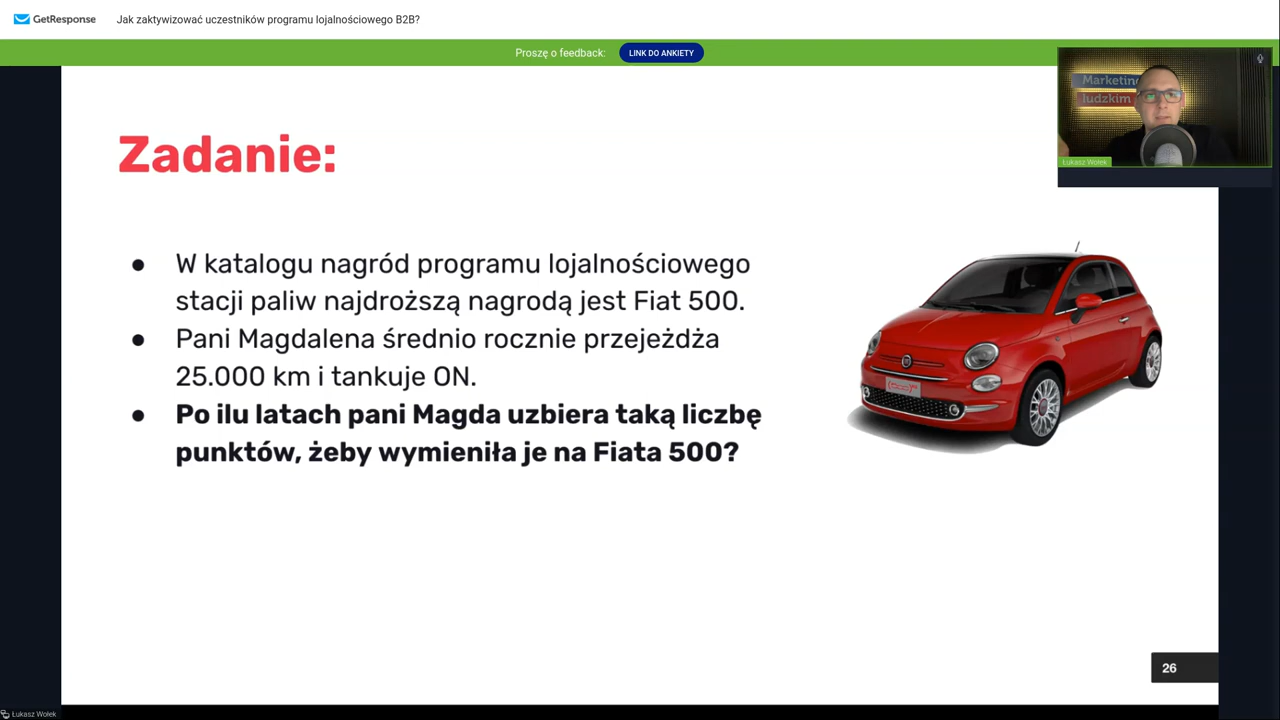 GetResponse
Jak zaktywizować uczestników programu lojalnościowego B2B?
Proszę o feedback:
LINK DO ANKIETY
Marketing
ludzkim
Łukasz Wołek
Zadanie:
● W katalogu nagród programu lojalnościowego
stacji paliw najdroższą nagrodą jest Fiat 500.
● Pani Magdalena średnio rocznie przejeżdża
25.000 km i tankuje ON.
● Po ilu latach pani Magda uzbiera taką liczbę
punktów, żeby wymieniła je na Fiata 500?
26
Łukasz Wołek